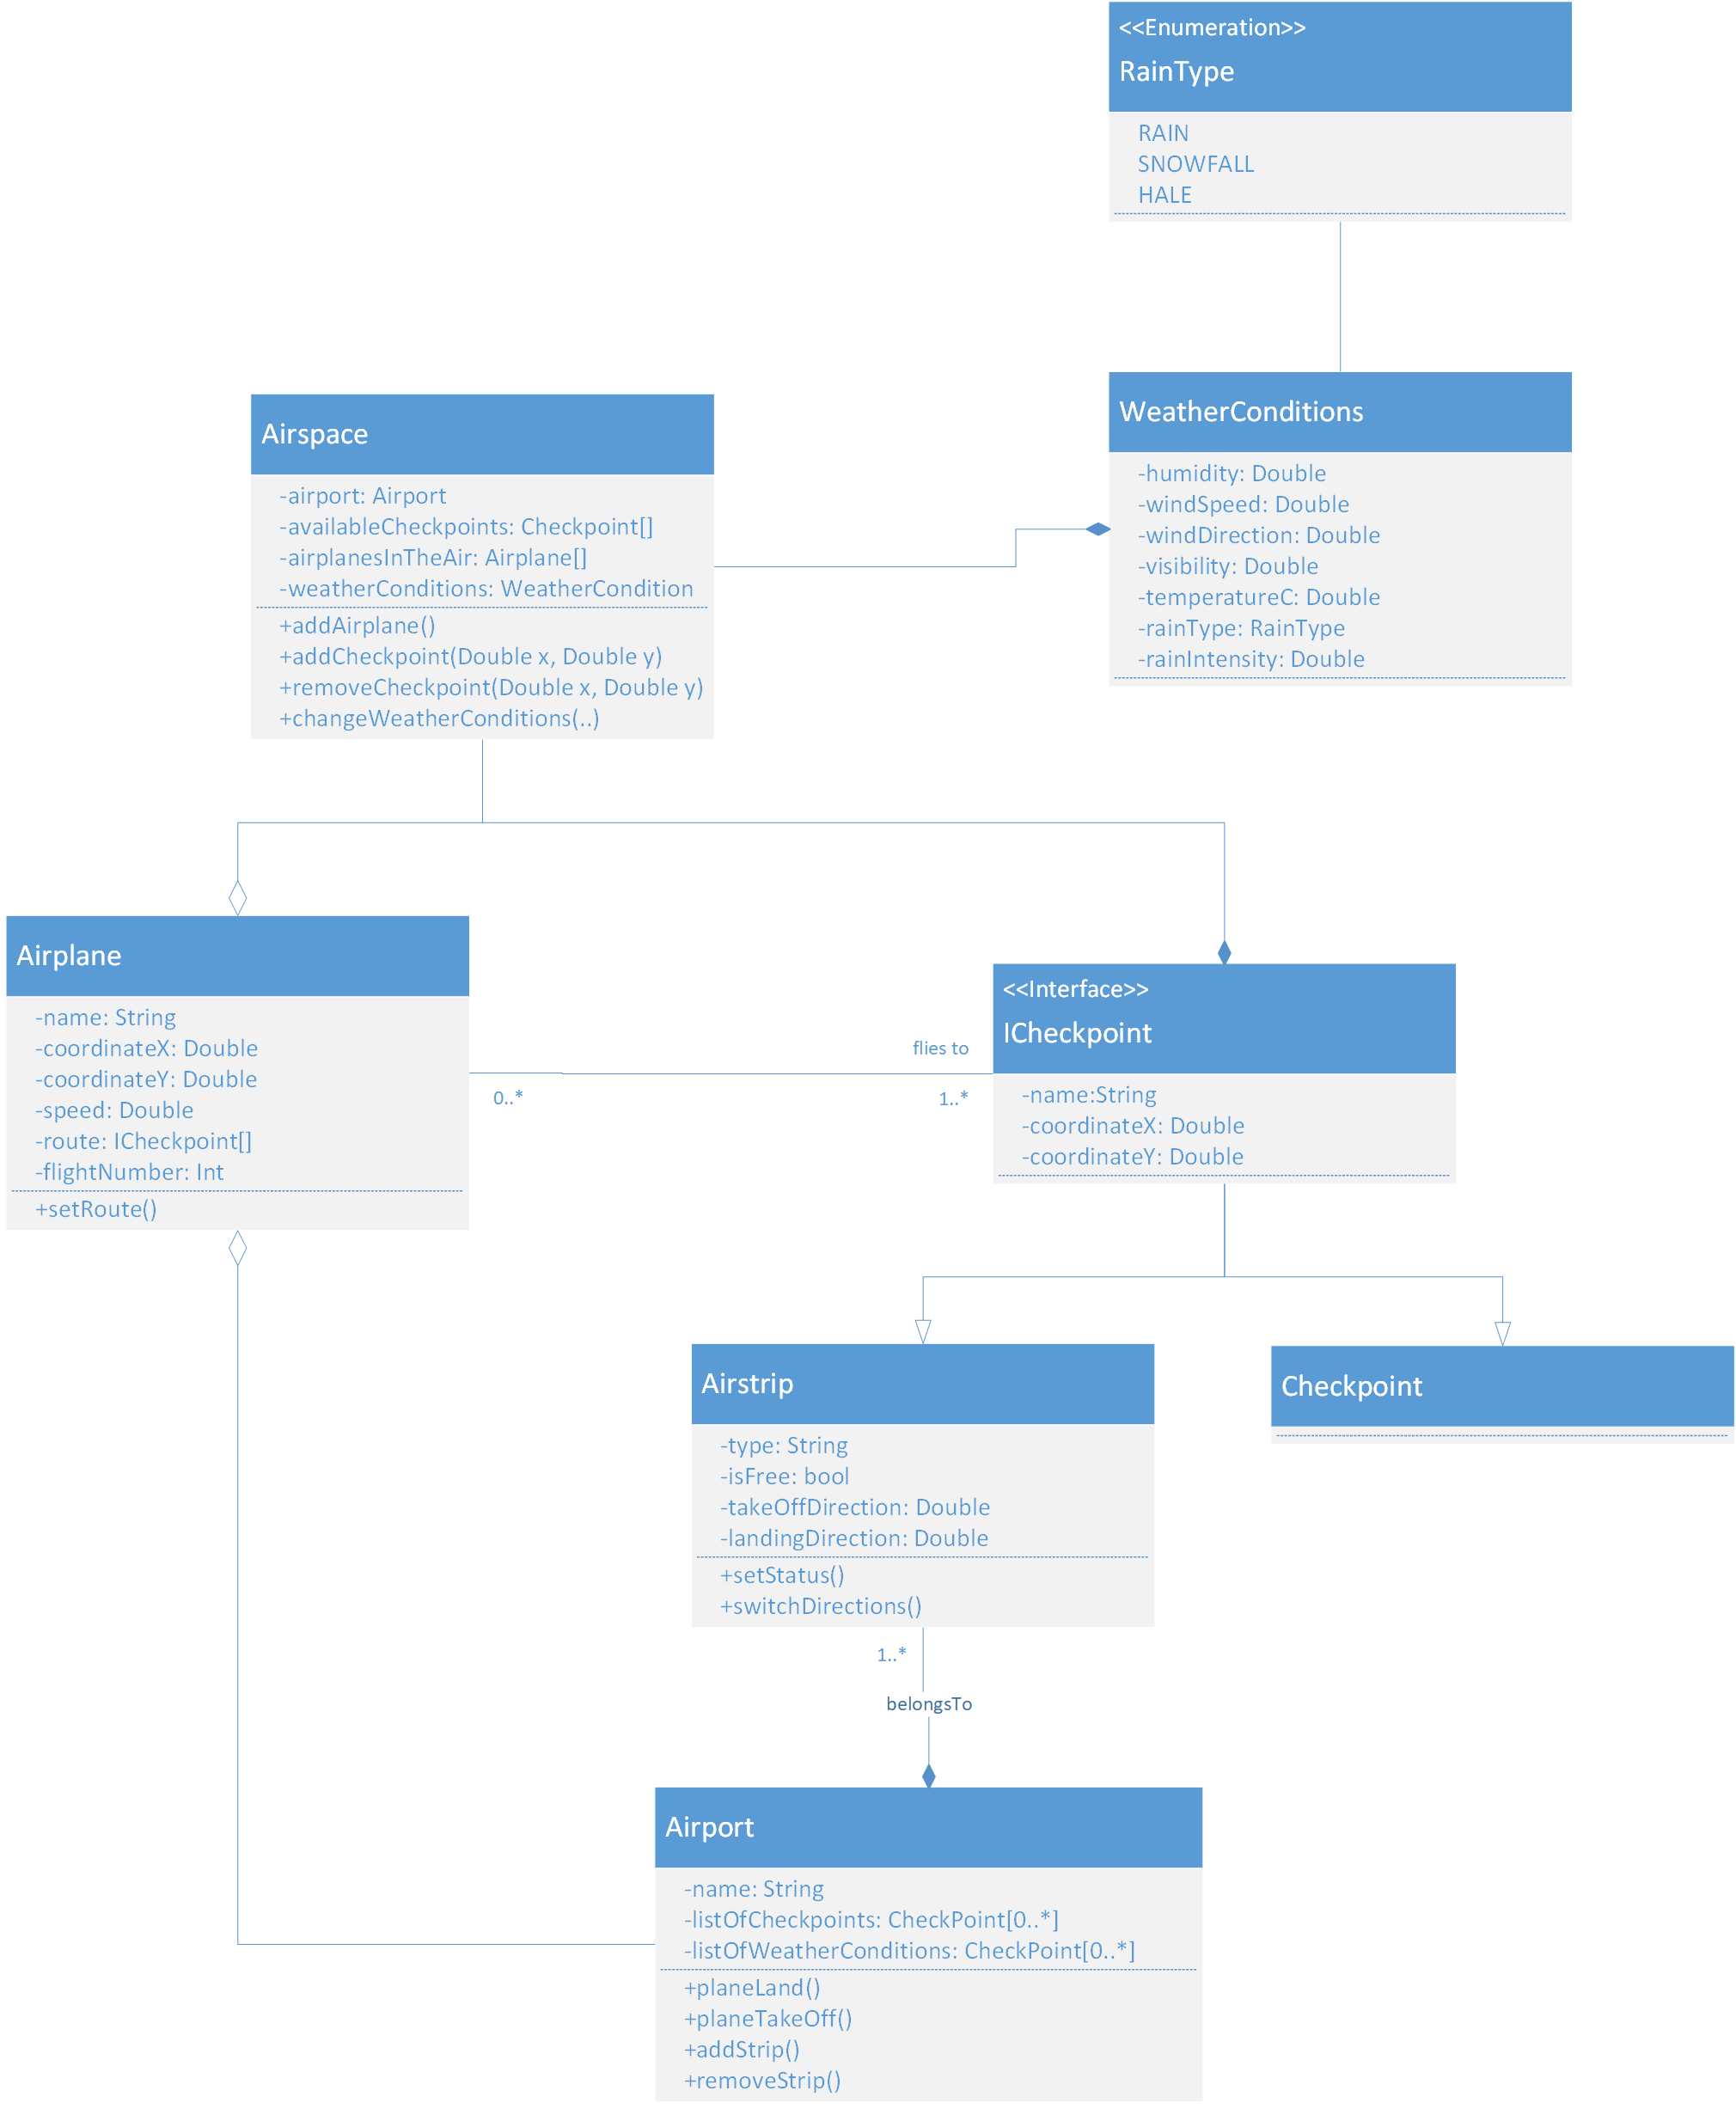 <<Enumeration>>
RainType
RAIN
SNOWFALL
HALE
WeatherConditions
-humidity: Double
-windSpeed: Double
-windDirection: Double
-visibility: Double
-temperatureC: Double
-rainType: RainType
-rainIntensity: Double
Airspace
-airport: Airport
-availableCheckpoints: Checkpoint[]
-airplanesInTheAir: Airplane[]
-weatherConditions: WeatherCondition
+addAirplane()
+addCheckpoint(Double x, Double y)
+removeCheckpoint(Double x, Double y)
+changeWeatherConditions(..)
Airplane
-name: String
-coordinateX: Double
-coordinateY: Double
-speed: Double
-route: ICheckpoint[]
-flightNumber: Int
+setRoute()
flies to
0..*
1..*
<<Interface>>
ICheckpoint
-name:String
-coordinateX: Double
-coordinateY: Double
Airstrip
-type: String
-isFree: bool
-takeOffDirection: Double
-landingDirection: Double
+setStatus()
+switchDirections()
Checkpoint
1..*
belongsTo
Airport
-name: String
-listOfCheckpoints: CheckPoint[0..*]
-listOfWeatherConditions: CheckPoint[0..*]
+planeLand()
+planeTakeOff()
+addStrip()
+removeStrip()